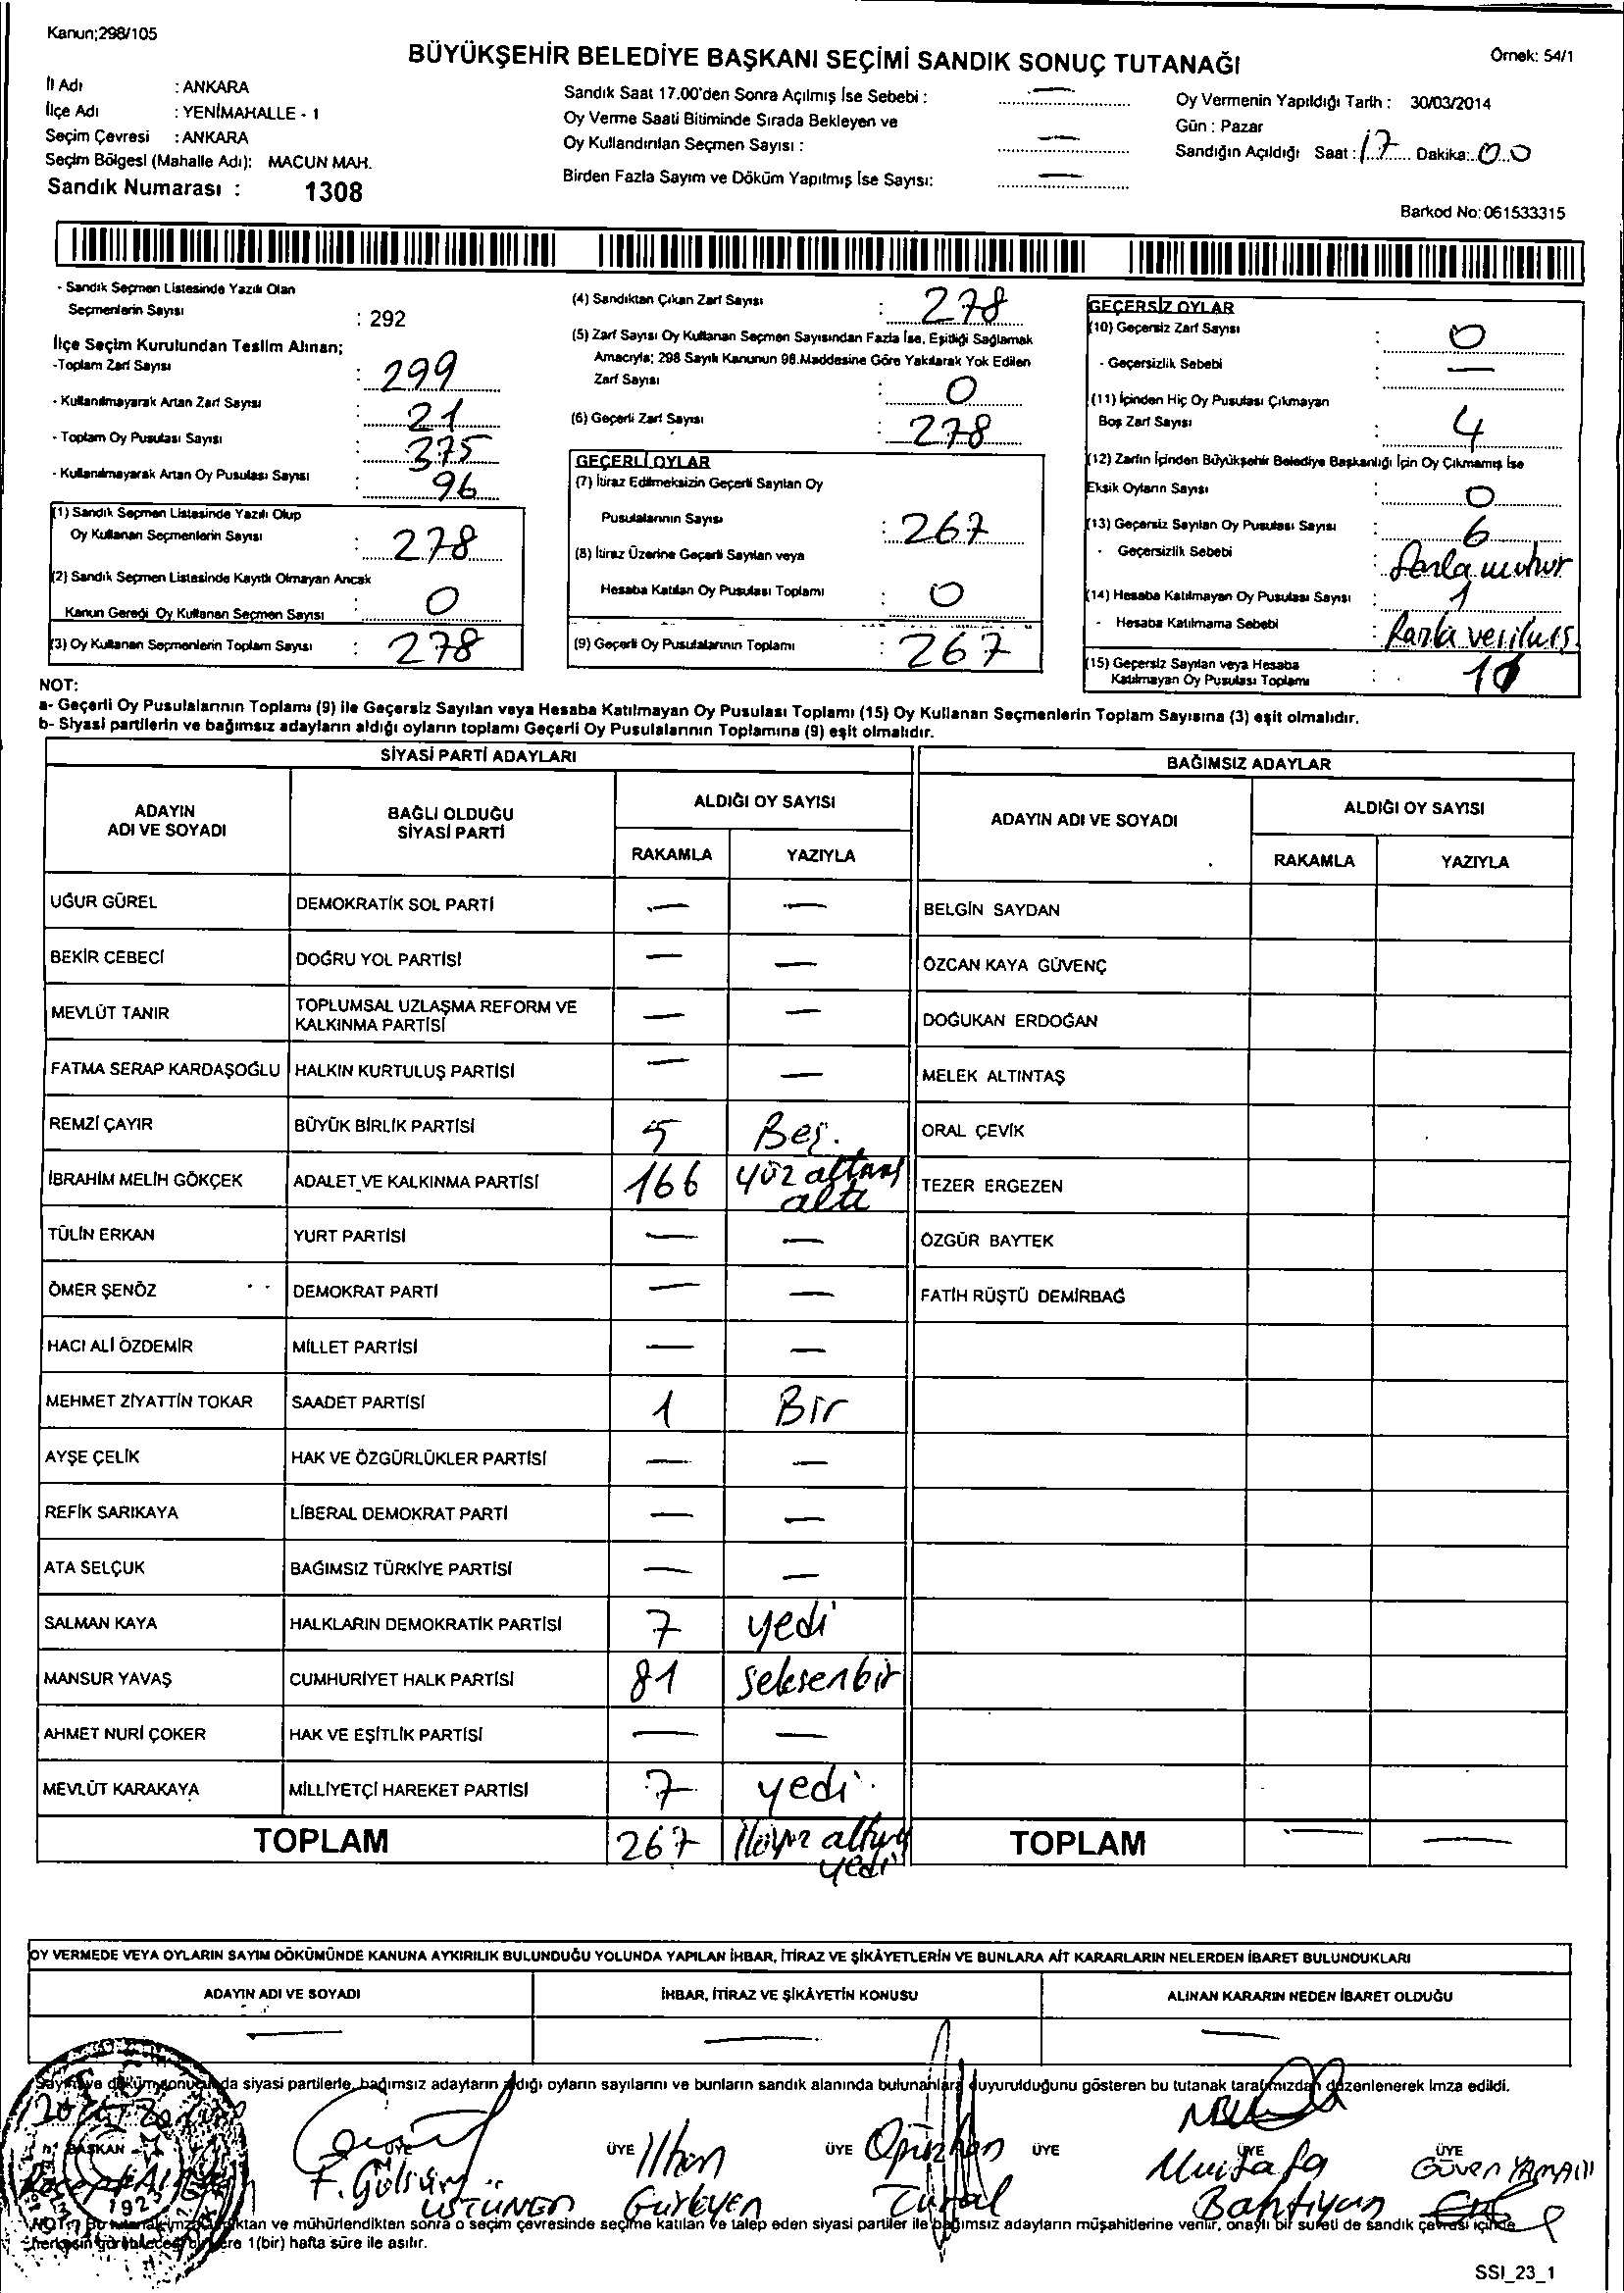 Kanun;298/105
BÜYÜKŞEHİR BELEDİYE BAŞKANI SEÇİMİ SANDIK SONUÇ TUTANAĞI
Örnek: 54/1
İl Adı : ANKARA
İlçe Adı : YENİMAHALLE - 1
Seçim Çevresi : ANKARA
Seçim Bölgesi (Mahalle Adı): MACUN MAH.
Sandık Numarası : 1308
Sandık Saat 17.00'den Sonra Açılmış İse Sebebi : —
Oy Verme Saati Bitiminde Sırada Bekleyen ve
Oy Kullandırılan Seçmen Sayısı : —
Birden Fazla Sayım ve Döküm Yapılmış İse Sayısı: —
Oy Vermenin Yapıldığı Tarih : 30/03/2014
Gün : Pazar
Sandığın Açıldığı Saat : 17 Dakika: 00
Barkod No:061533315
- Sandık Seçmen Listesinde Yazılı Olan
Seçmenlerin Sayısı : 292
İlçe Seçim Kurulundan Teslim Alınan;
-Toplam Zarf Sayısı : 299
- Kullanılmayarak Artan Zarf Sayısı : 21
- Toplam Oy Pusulası Sayısı : 375
- Kullanılmayarak Artan Oy Pusulası Sayısı : 96
(1) Sandık Seçmen Listesinde Yazılı Olup
Oy Kullanan Seçmenlerin Sayısı : 278
(2) Sandık Seçmen Listesinde Kayıtlı Olmayan Ancak
Kanun Gereği Oy Kullanan Seçmen Sayısı : 0
(3) Oy Kullanan Seçmenlerin Toplam Sayısı : 278
(4) Sandıktan Çıkan Zarf Sayısı : 278
(5) Zarf Sayısı Oy Kullanan Seçmen Sayısından Fazla İse, Eşitliği Sağlamak
Amacıyla; 298 Sayılı Kanunun 98.Maddesine Göre Yakılarak Yok Edilen
Zarf Sayısı : 0
(6) Geçerli Zarf Sayısı : 278
GEÇERLİ OYLAR
(7) İtiraz Edilmeksizin Geçerli Sayılan Oy
Pusulalarının Sayısı : 267
(8) İtiraz Üzerine Geçerli Sayılan veya
Hesaba Katılan Oy Pusulası Toplamı : 0
(9) Geçerli Oy Pusulalarının Toplamı : 267
GEÇERSİZ OYLAR
(10) Geçersiz Zarf Sayısı : 0
- Geçersizlik Sebebi : —
(11) İçinden Hiç Oy Pusulası Çıkmayan
Boş Zarf Sayısı : 4
(12) Zarfın İçinden Büyükşehir Belediye Başkanlığı İçin Oy Çıkmamış İse
Eksik Oyların Sayısı : 0
(13) Geçersiz Sayılan Oy Pusulası Sayısı : 6
- Geçersizlik Sebebi : fazla muhur
(14) Hesaba Katılmayan Oy Pusulası Sayısı : 1
- Hesaba Katılmama Sebebi : fazla verilmiş.
(15) Geçersiz Sayılan veya Hesaba
Katılmayan Oy Pusulası Toplamı :
NOT:
a- Geçerli Oy Pusulalarının Toplamı (9) ile Geçersiz Sayılan veya Hesaba Katılmayan Oy Pusulası Toplamı (15) Oy Kullanan Seçmenlerin Toplam Sayısına (3) eşit olmalıdır.
b- Siyasi partilerin ve bağımsız adayların aldığı oyların toplamı Geçerli Oy Pusulalarının Toplamına (9) eşit olmalıdır.
SİYASİ PARTİ ADAYLARI
ADAYIN ADI VE SOYADI
BAĞLI OLDUĞU SİYASİ PARTİ
ALDIĞI OY SAYISI
RAKAMLA YAZIYLA
UĞUR GÜREL DEMOKRATİK SOL PARTİ — —
BEKİR CEBECİ DOĞRU YOL PARTİSİ — —
MEVLÜT TANIR TOPLUMSAL UZLAŞMA REFORM VE KALKINMA PARTİSİ — —
FATMA SERAP KARDAŞOĞLU HALKIN KURTULUŞ PARTİSİ — —
REMZİ ÇAYIR BÜYÜK BİRLİK PARTİSİ 5 Beş.
İBRAHİM MELİH GÖKÇEK ADALET VE KALKINMA PARTİSİ 166 yüz altmış altı
TÜLİN ERKAN YURT PARTİSİ — —
ÖMER ŞENÖZ DEMOKRAT PARTİ — —
HACI ALİ ÖZDEMİR MİLLET PARTİSİ — —
MEHMET ZİYATTİN TOKAR SAADET PARTİSİ 1 Bir
AYŞE ÇELİK HAK VE ÖZGÜRLÜKLER PARTİSİ — —
REFİK SARIKAYA LİBERAL DEMOKRAT PARTİ — —
ATA SELÇUK BAĞIMSIZ TÜRKİYE PARTİSİ — —
SALMAN KAYA HALKLARIN DEMOKRATİK PARTİSİ 7 yedi
MANSUR YAVAŞ CUMHURİYET HALK PARTİSİ 81 seksenbir
AHMET NURİ ÇOKER HAK VE EŞİTLİK PARTİSİ — —
MEVLÜT KARAKAYA MİLLİYETÇİ HAREKET PARTİSİ 7 yedi
TOPLAM 267 İkiyüz altmış yedi
BAĞIMSIZ ADAYLAR
ADAYIN ADI VE SOYADI
ALDIĞI OY SAYISI
RAKAMLA YAZIYLA
BELGİN SAYDAN
ÖZCAN KAYA GÜVENÇ
DOĞUKAN ERDOĞAN
MELEK ALTINTAŞ
ORAL ÇEVİK
TEZER ERGEZEN
ÖZGÜR BAYTEK
FATİH RÜŞTÜ DEMİRBAĞ
TOPLAM — —
OY VERMEDE VEYA OYLARIN SAYIM DÖKÜMÜNDE KANUNA AYKIRILIK BULUNDUĞU YOLUNDA YAPILAN İHBAR, İTİRAZ VE ŞİKÂYETLERİN VE BUNLARA AİT KARARLARIN NELERDEN İBARET BULUNDUKLARI
ADAYIN ADI VE SOYADI İHBAR, İTİRAZ VE ŞİKÂYETİN KONUSU ALINAN KARARIN NEDEN İBARET OLDUĞU
— — —
Sayım ve döküm sonucunda siyasi partilerle, bağımsız adayların aldığı oyların sayılarını ve bunların sandık alanında bulunanlara duyurulduğunu gösteren bu tutanak tarafımızdan düzenlenerek imza edildi.
BAŞKAN ÜYE ÜYE ÜYE ÜYE ÜYE ÜYE
F. Gülsüm ÜSTÜNER
İlhan Gürleyen
Oğuzhan Tural
Mustafa Bahtiyar
Güven
1923
ve mühürlendikten sonra o seçim çevresinde seçime katılan ve talep eden siyasi partiler ile bağımsız adayların müşahitlerine verilir, onaylı bir sureti de sandık çevresi içinde
1(bir) hafta süre ile asılır.
SSI_23_1